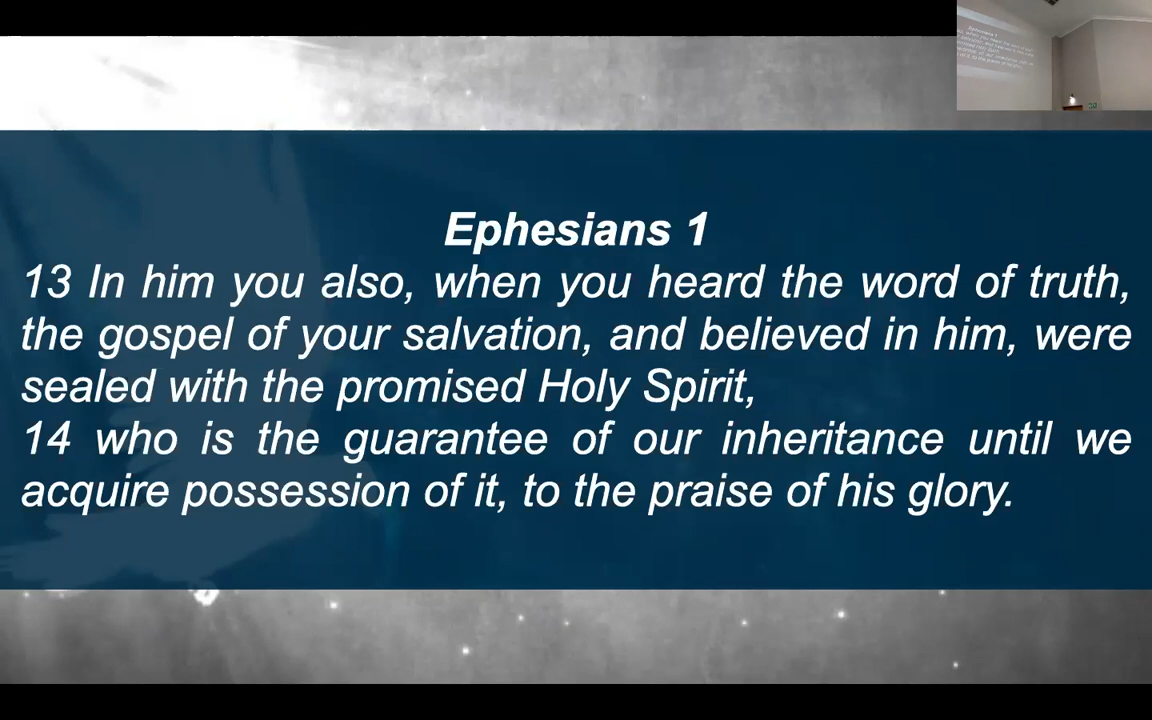 Ephesians 1
13 In him you also, when you heard the word of truth,
the gospel of your salvation, and believed in him, were
sealed with the promised Holy Spirit,
14 who is the guarantee of our inheritance until we
acquire possession of it, to the praise of his glory.